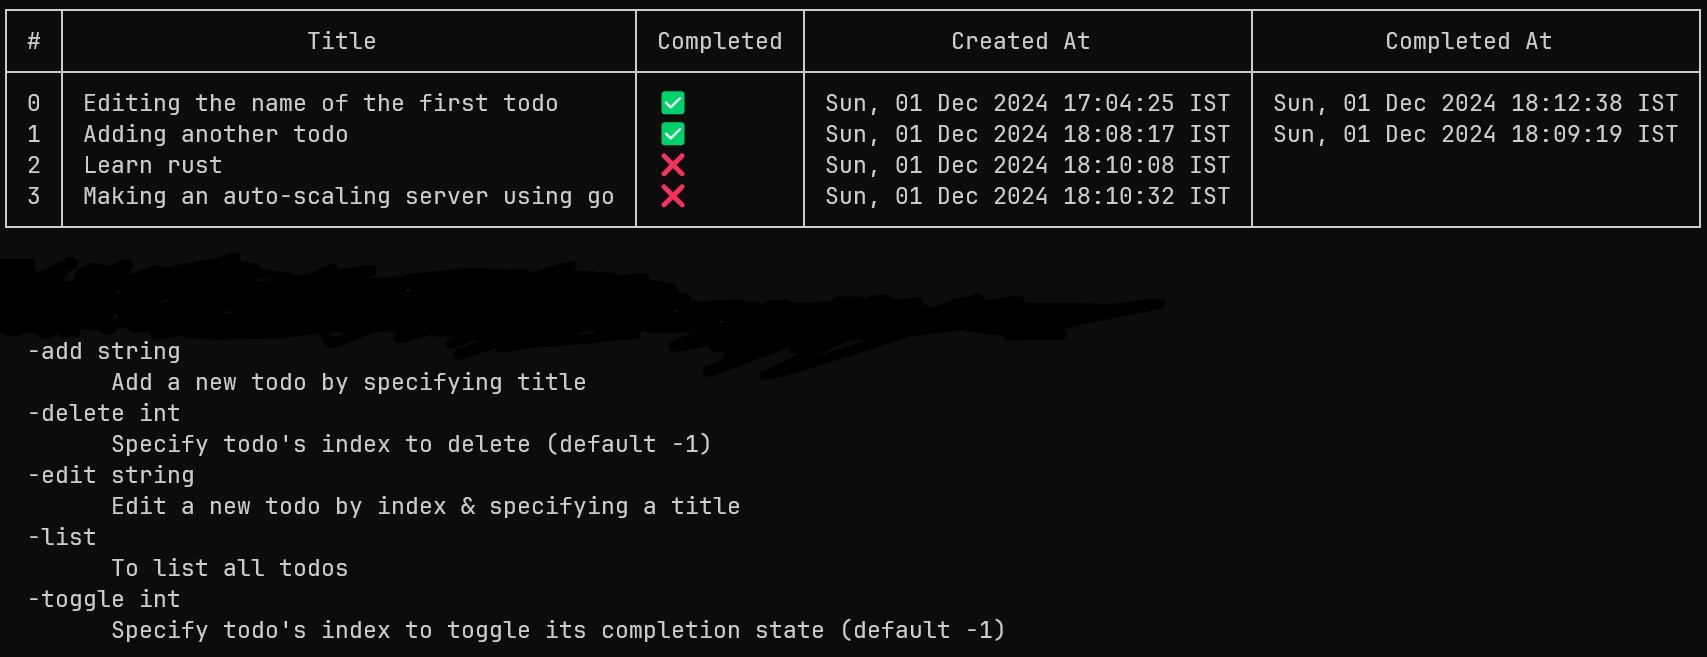 # Title Completed Created At Completed At
0 Editing the name of the first todo ✅ Sun, 01 Dec 2024 17:04:25 IST Sun, 01 Dec 2024 18:12:38 IST
1 Adding another todo ✅ Sun, 01 Dec 2024 18:08:17 IST Sun, 01 Dec 2024 18:09:19 IST
2 Learn rust ❌ Sun, 01 Dec 2024 18:10:08 IST
3 Making an auto-scaling server using go ❌ Sun, 01 Dec 2024 18:10:32 IST
-add string
Add a new todo by specifying title
-delete int
Specify todo's index to delete (default -1)
-edit string
Edit a new todo by index & specifying a title
-list
To list all todos
-toggle int
Specify todo's index to toggle its completion state (default -1)